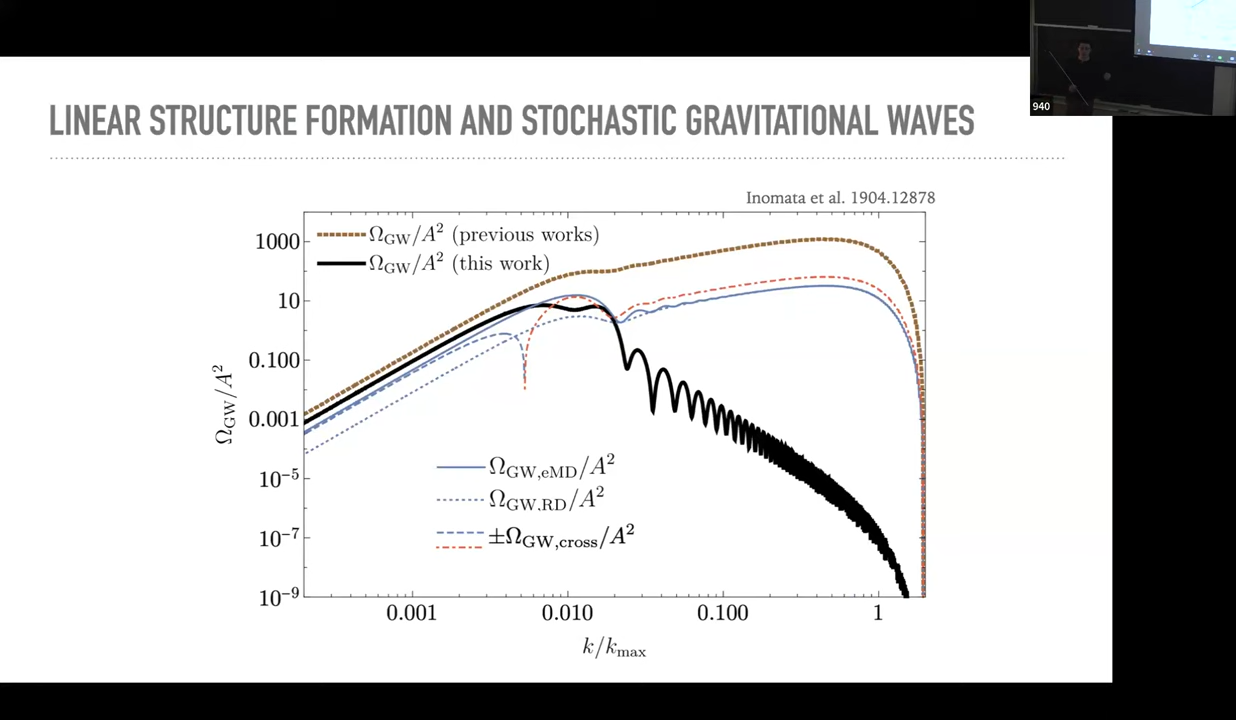 940
LINEAR STRUCTURE FORMATION AND STOCHASTIC GRAVITATIONAL WAVES
Inomata et al. 1904.12878
Ω_GW/A² (previous works)
Ω_GW/A² (this work)
1000
10
0.100
0.001
10⁻⁵
10⁻⁷
10⁻⁹
Ω_GW/A²
Ω_GW,eMD/A²
Ω_GW,RD/A²
±Ω_GW,cross/A²
0.001 0.010 0.100 1
k/k_max